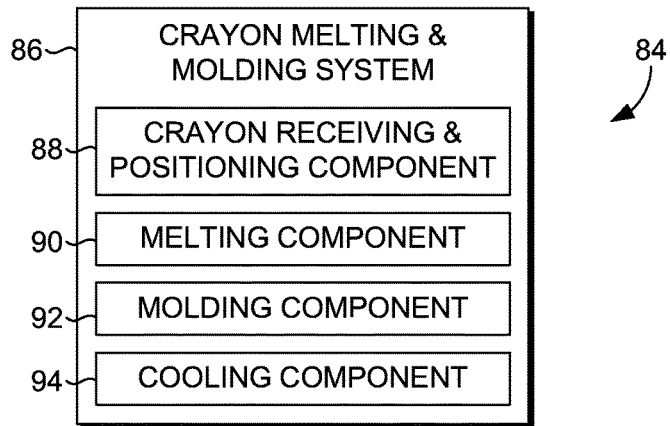 86
CRAYON MELTING &
MOLDING SYSTEM
84
88
CRAYON RECEIVING &
POSITIONING COMPONENT
90
MELTING COMPONENT
92
MOLDING COMPONENT
94
COOLING COMPONENT